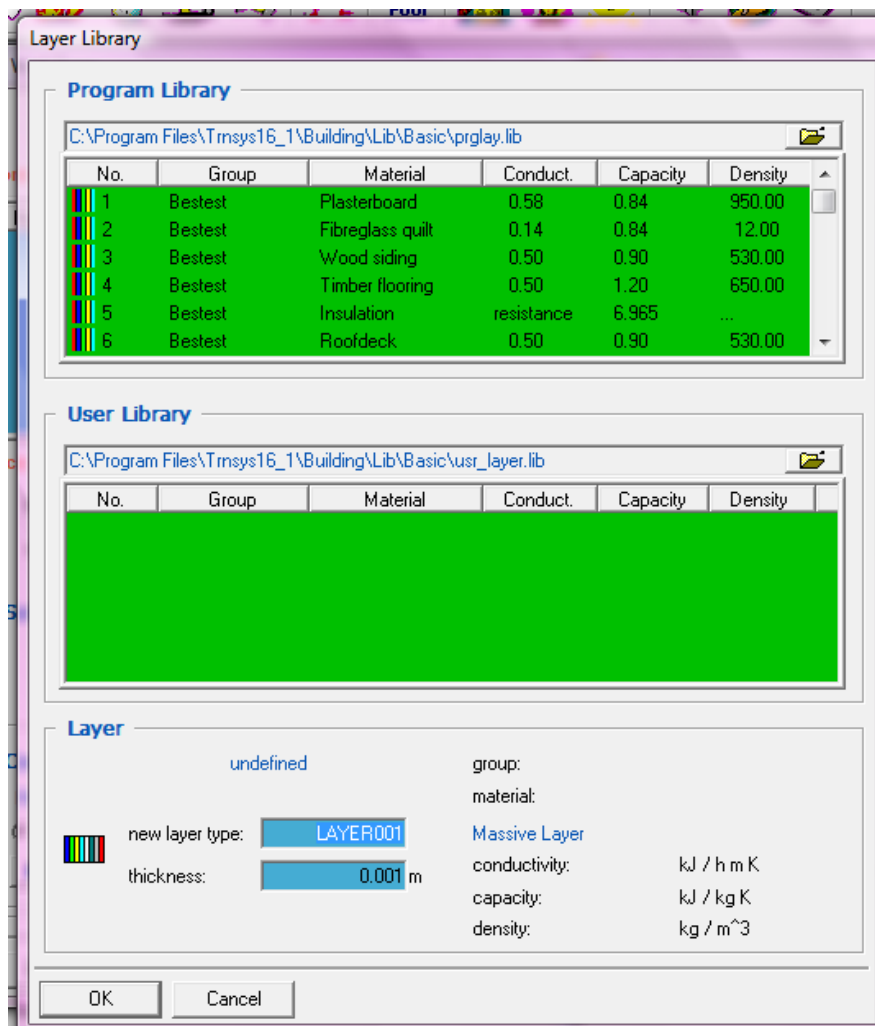 Layer Library
Program Library
C:\Program Files\Trnsys16_1\Building\Lib\Basic\prglay.lib
No. Group Material Conduct. Capacity Density
1 Bestest Plasterboard 0.58 0.84 950.00
2 Bestest Fibreglass quilt 0.14 0.84 12.00
3 Bestest Wood siding 0.50 0.90 530.00
4 Bestest Timber flooring 0.50 1.20 650.00
5 Bestest Insulation resistance 6.965 ...
6 Bestest Roofdeck 0.50 0.90 530.00
User Library
C:\Program Files\Trnsys16_1\Building\Lib\Basic\usr_layer.lib
No. Group Material Conduct. Capacity Density
Layer
undefined group:
material:
new layer type: LAYER001 Massive Layer
thickness: 0.001 m conductivity: kJ / h m K
capacity: kJ / kg K
density: kg / m^3
OK Cancel